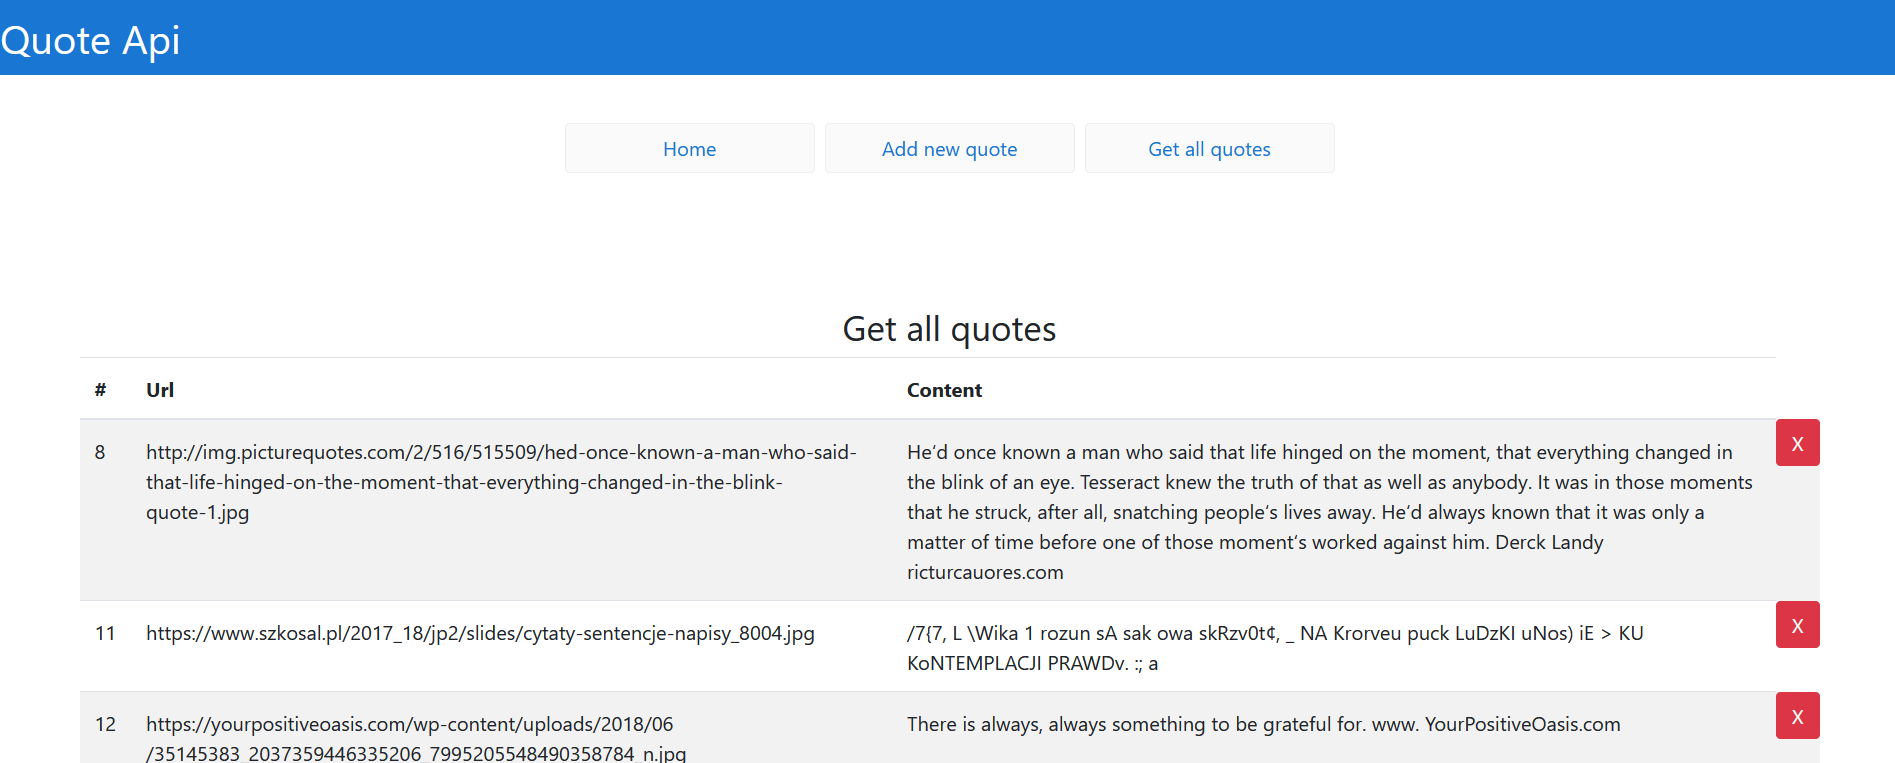 Quote Api
Home
Add new quote
Get all quotes
Get all quotes
# Url Content
8
http://img.picturequotes.com/2/516/515509/hed-once-known-a-man-who-said-
that-life-hinged-on-the-moment-that-everything-changed-in-the-blink-
quote-1.jpg
He‘d once known a man who said that life hinged on the moment, that everything changed in
the blink of an eye. Tesseract knew the truth of that as well as anybody. It was in those moments
that he struck, after all, snatching people‘s lives away. He‘d always known that it was only a
matter of time before one of those moment‘s worked against him. Derck Landy
ricturcauores.com
X
11
https://www.szkosal.pl/2017_18/jp2/slides/cytaty-sentencje-napisy_8004.jpg
/7{7, L \Wika 1 rozun sA sak owa skRzv0t¢, _ NA Krorveu puck LuDzKI uNos) iE > KU
KoNTEMPLACJI PRAWDv. :; a
X
12
https://yourpositiveoasis.com/wp-content/uploads/2018/06
/35145383_2037359446335206_7995205548490358784_n.jpg
There is always, always something to be grateful for. www. YourPositiveOasis.com
X